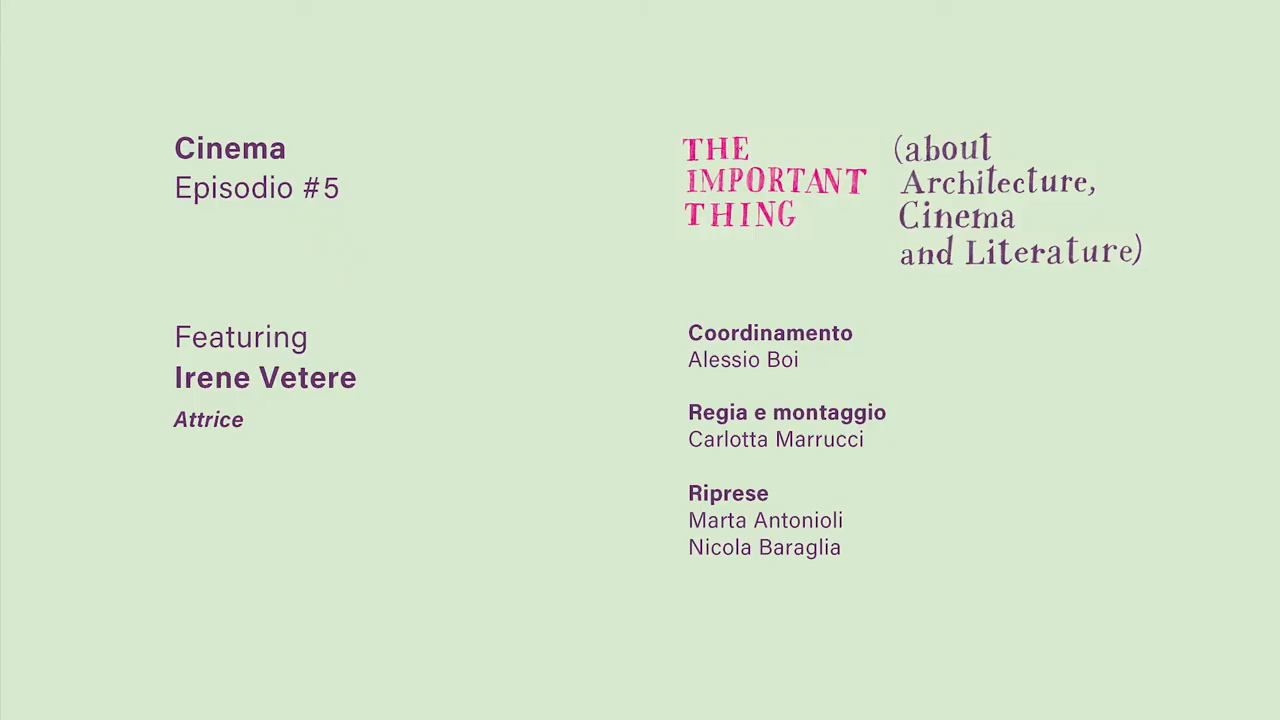 Cinema
Episodio #5
Featuring
Irene Vetere
Attrice
THE
IMPORTANT
THING
(about
Architecture,
Cinema
and Literature)
Coordinamento
Alessio Boi
Regia e montaggio
Carlotta Marrucci
Riprese
Marta Antonioli
Nicola Baraglia